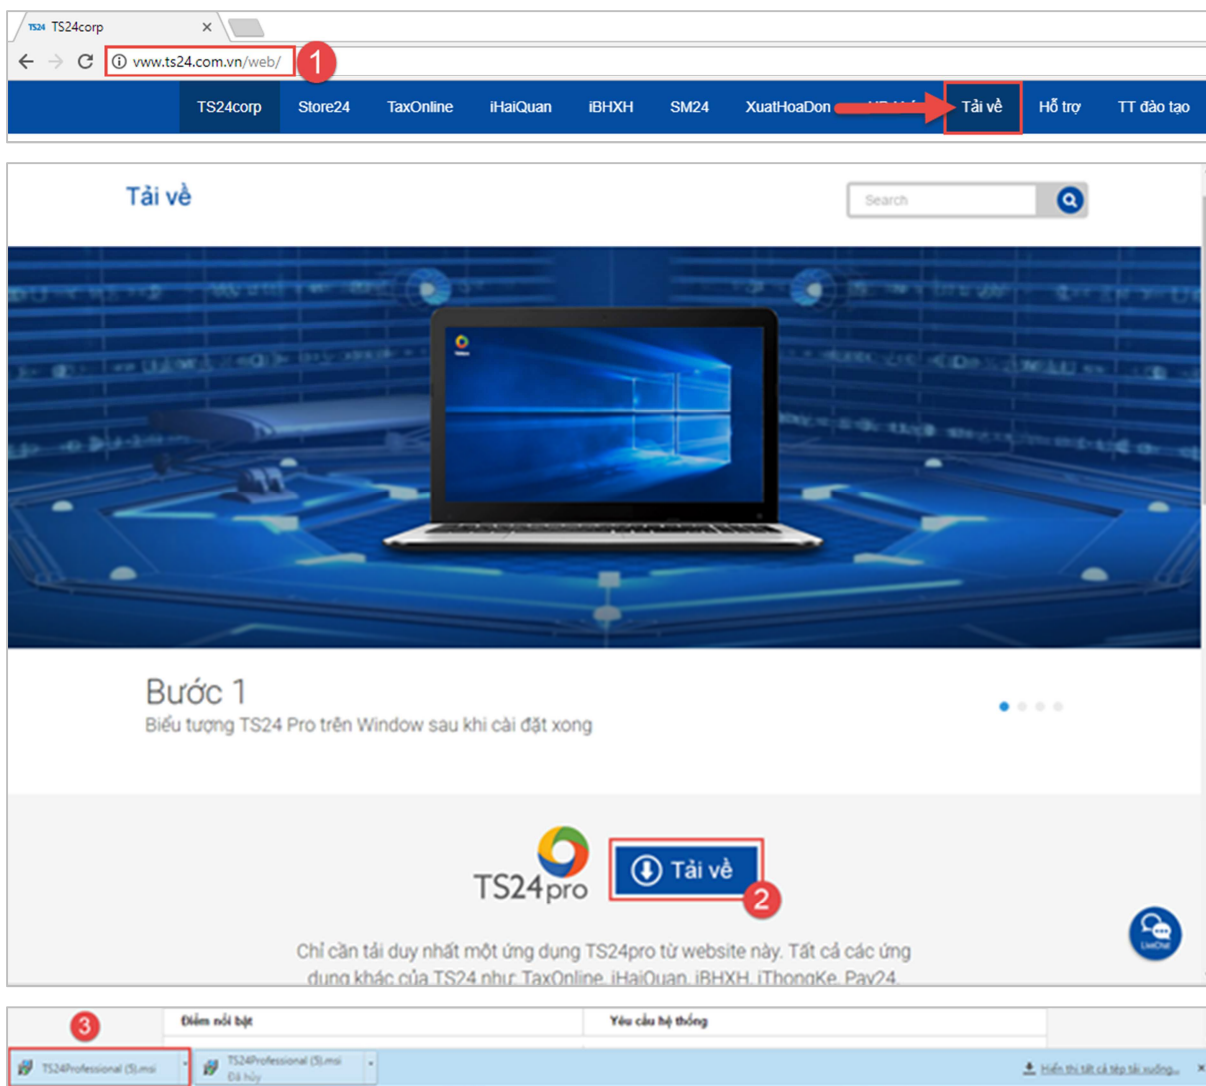 TS24 TS24corp
www.ts24.com.vn/web/
1
TS24corp Store24 TaxOnline iHaiQuan iBHXH SM24 XuatHoaDon Tải về Hỗ trợ TT đào tạo
Tải về
Search
Bước 1
Biểu tượng TS24 Pro trên Window sau khi cài đặt xong
TS24pro
Tải về
2
LiveChat
Chỉ cần tải duy nhất một ứng dụng TS24pro từ website này. Tất cả các ứng
dụng khác của TS24 như: TaxOnline, iHaiQuan, iBHXH, iThongKe, Pay24,
3
Điểm nổi bật Yêu cầu hệ thống
TS24Professional (5).msi
TS24Professional (5).msi
Đã hủy
Hiển thị tất cả tệp tải xuống...